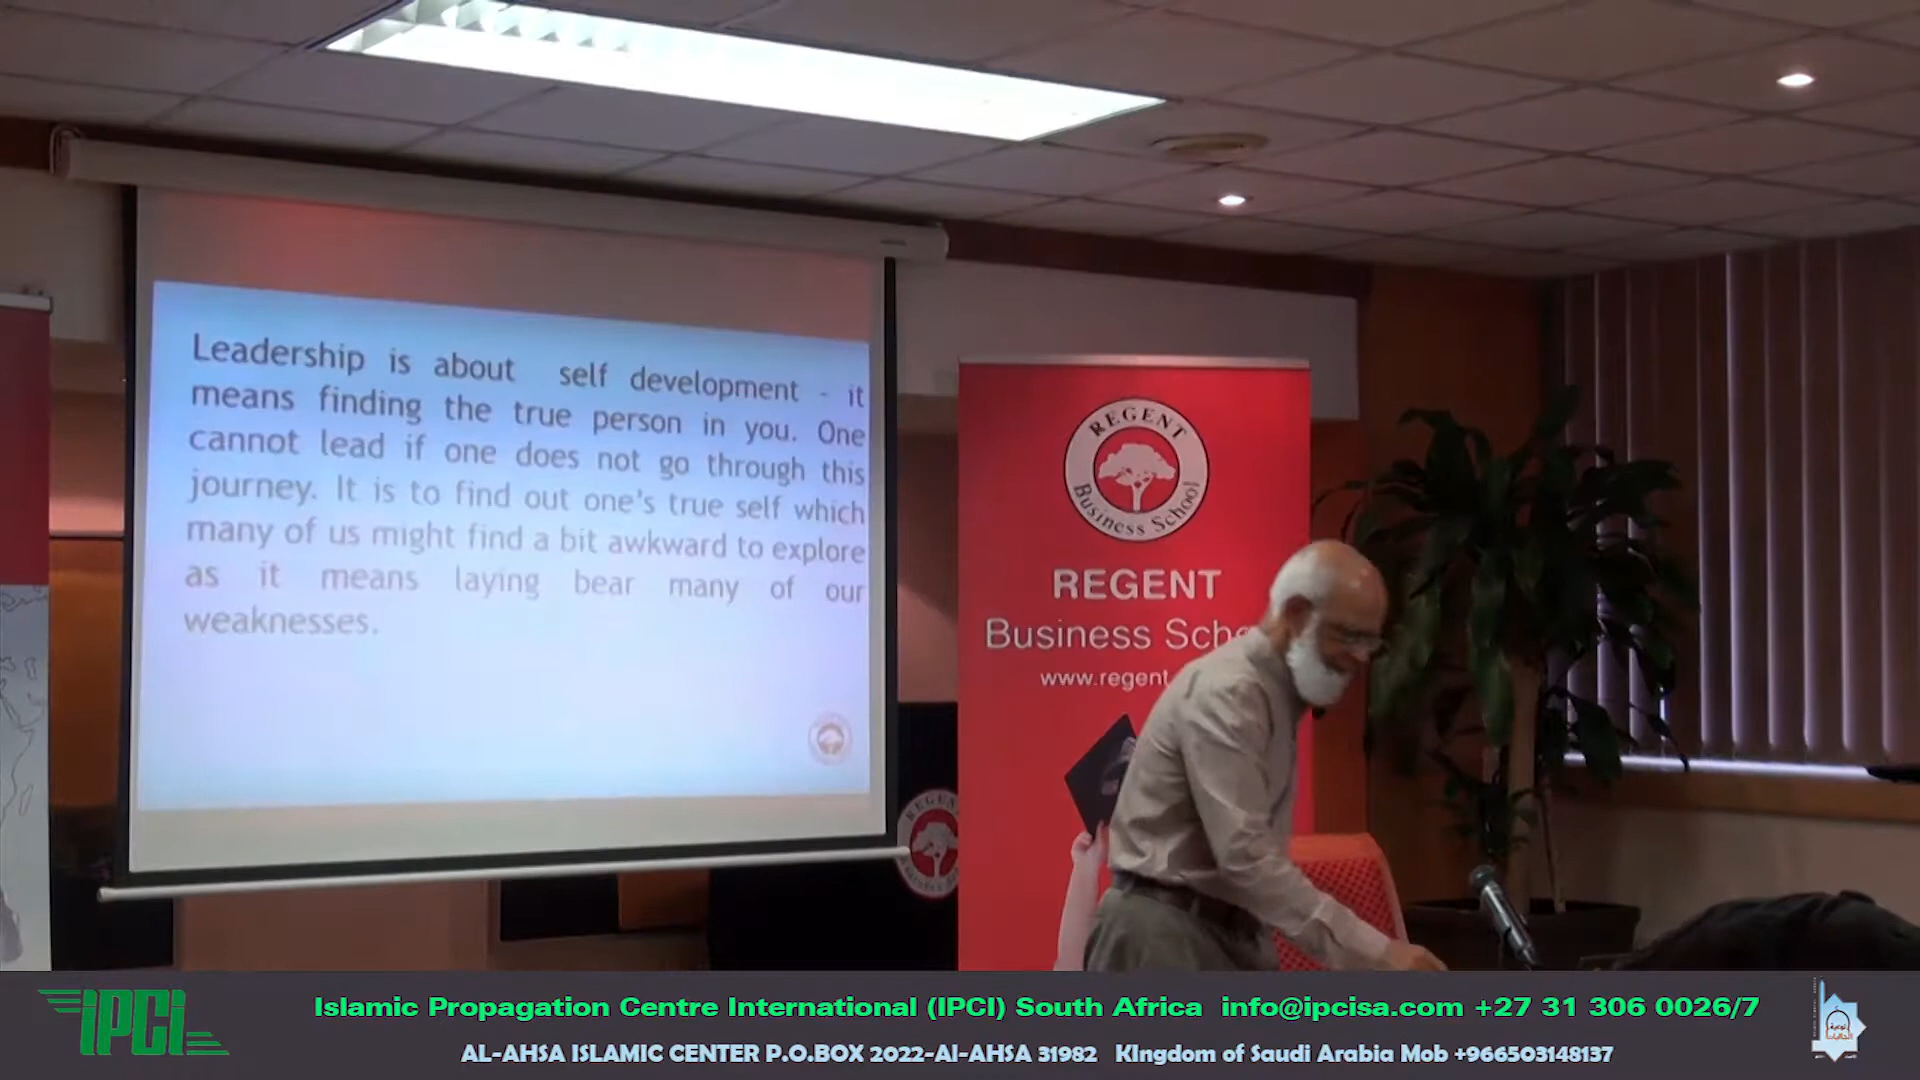 Leadership is about self development - it
means finding the true person in you. One
cannot lead if one does not go through this
journey. It is to find out one's true self which
many of us might find a bit awkward to explore
as it means laying bear many of our
weaknesses.
REGENT
Business School
REGENT
Business Scho
www.regent.
IPCi
Islamic Propagation Centre International (IPCI) South Africa info@ipcisa.com +27 31 306 0026/7
AL-AHSA ISLAMIC CENTER P.O.BOX 2022-Al-AHSA 31982 KIngdom of Saudi Arabia Mob +966503148137